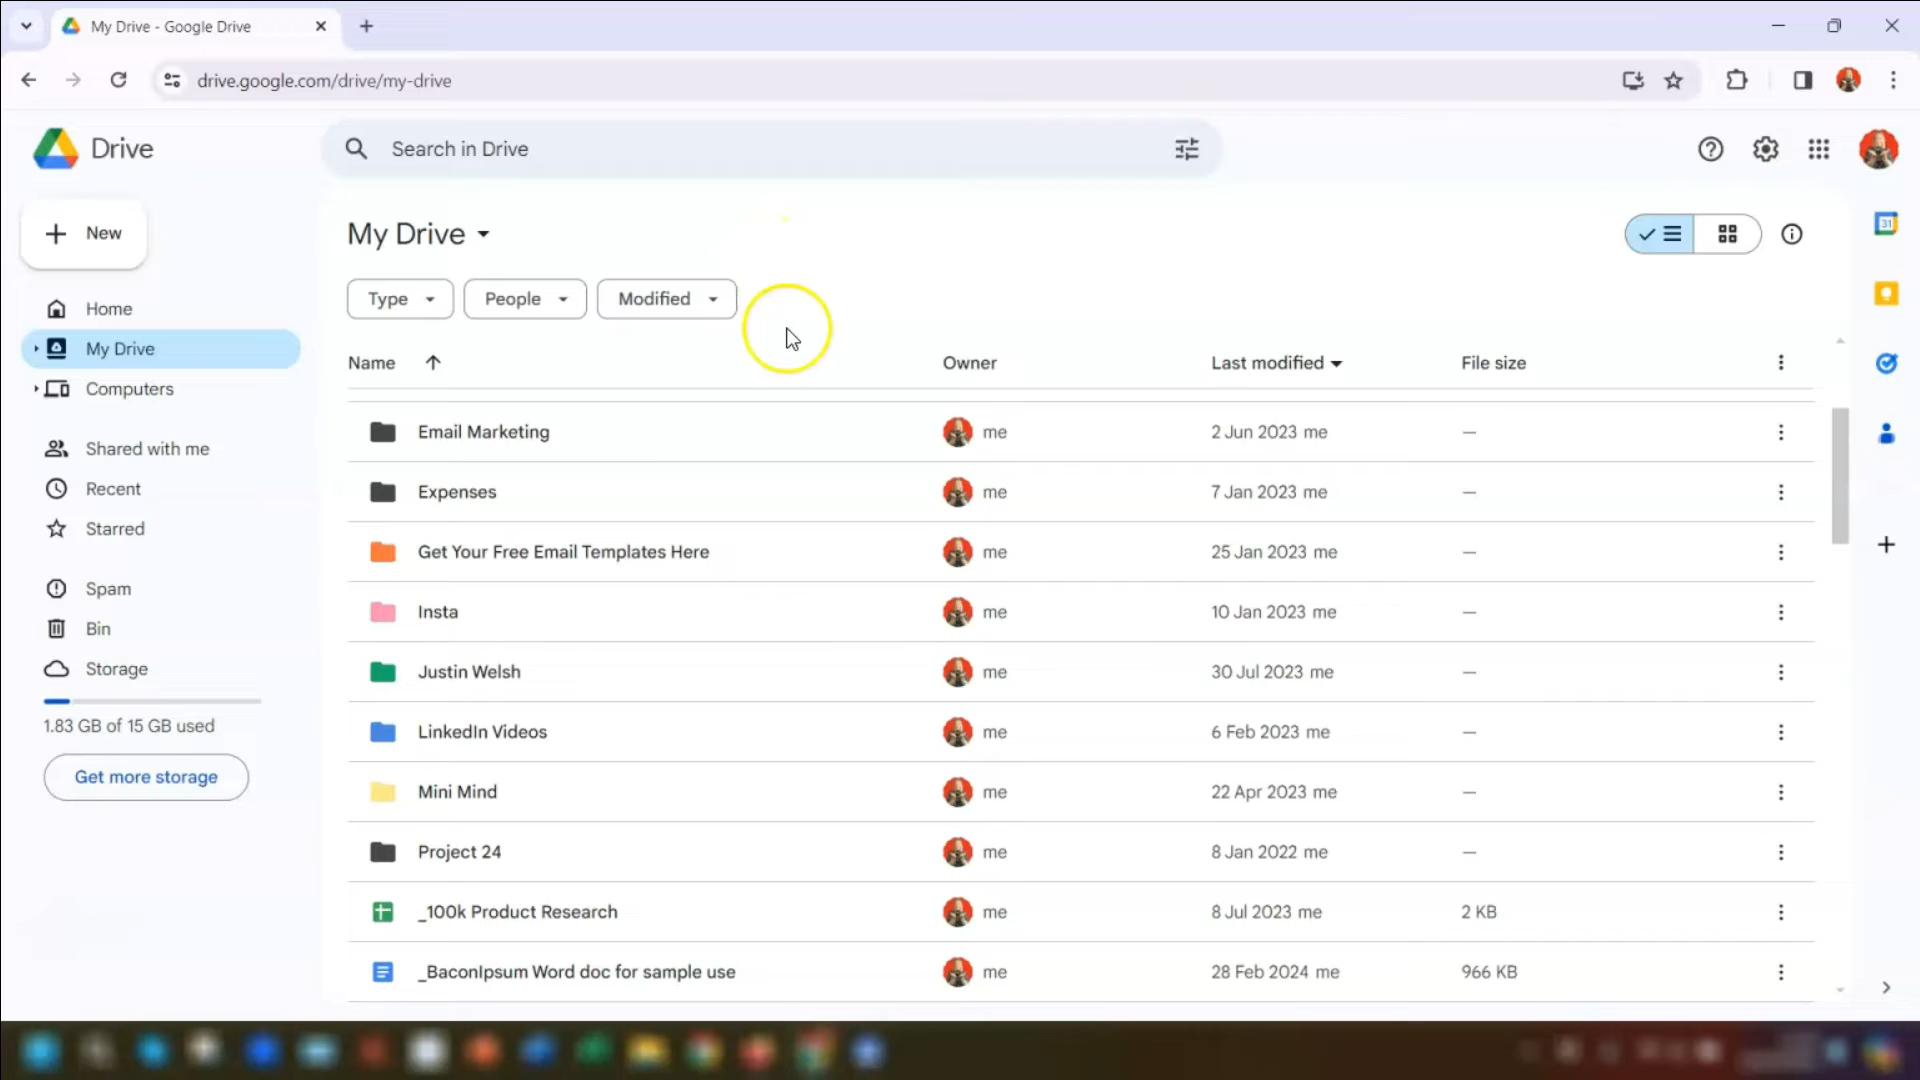 My Drive - Google Drive
drive.google.com/drive/my-drive
Drive
Search in Drive
New
My Drive
Type
People
Modified
Home
My Drive
Computers
Shared with me
Recent
Starred
Spam
Bin
Storage
1.83 GB of 15 GB used
Get more storage
Name Owner Last modified File size
Email Marketing me 2 Jun 2023 me —
Expenses me 7 Jan 2023 me —
Get Your Free Email Templates Here me 25 Jan 2023 me —
Insta me 10 Jan 2023 me —
Justin Welsh me 30 Jul 2023 me —
LinkedIn Videos me 6 Feb 2023 me —
Mini Mind me 22 Apr 2023 me —
Project 24 me 8 Jan 2022 me —
_100k Product Research me 8 Jul 2023 me 2 KB
_BaconIpsum Word doc for sample use me 28 Feb 2024 me 966 KB
31